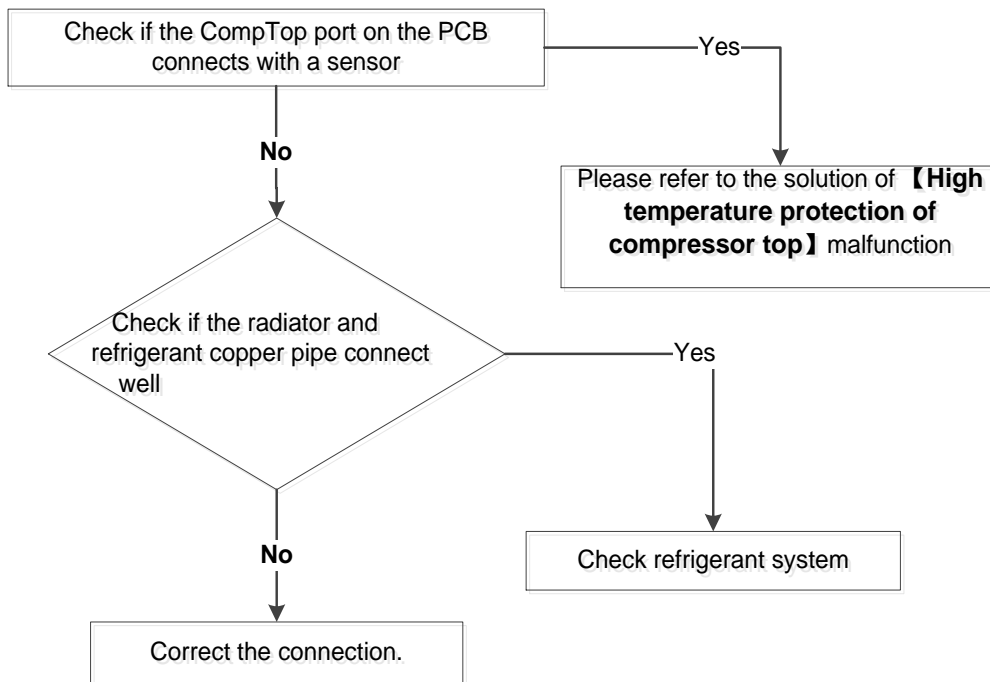 Check if the CompTop port on the PCB
connects with a sensor
Yes
No
Please refer to the solution of 【High
temperature protection of
compressor top】 malfunction
Check if the radiator and
refrigerant copper pipe connect
well
Yes
No
Check refrigerant system
Correct the connection.